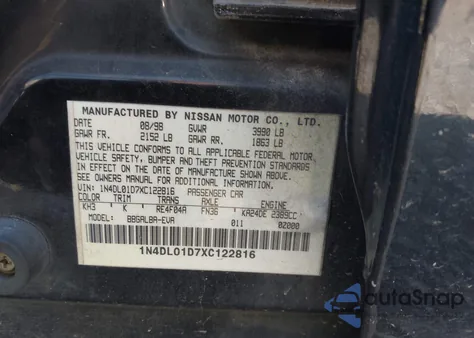 MANUFACTURED BY NISSAN MOTOR CO., LTD.
DATE 08/98 GVWR 3990 LB
GAWR FR. 2152 LB GAWR RR. 1863 LB
THIS VEHICLE CONFORMS TO ALL APPLICABLE FEDERAL MOTOR
VEHICLE SAFETY, BUMPER AND THEFT PREVENTION STANDARDS
IN EFFECT ON THE DATE OF MANUFACTURE SHOWN ABOVE.
SEE OWNERS MANUAL FOR ADDITIONAL INFORMATION
VIN: 1N4DL01D7XC122816 PASSENGER CAR
COLOR TRIM TRANS AXLE ENGINE
KH3 K RE4F04A FN36 KA24DE 2389CC
MODEL: BBGALBA-EVA 011 0Z000
1N4DL01D7XC122816
autoSnap